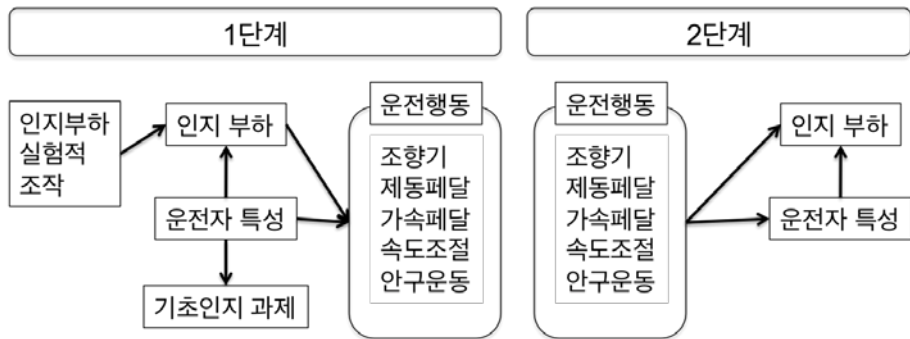 1단계
인지부하
실험적
조작
인지 부하
운전자 특성
기초인지 과제
운전행동
조향기
제동페달
가속페달
속도조절
안구운동
2단계
운전행동
조향기
제동페달
가속페달
속도조절
안구운동
인지 부하
운전자 특성